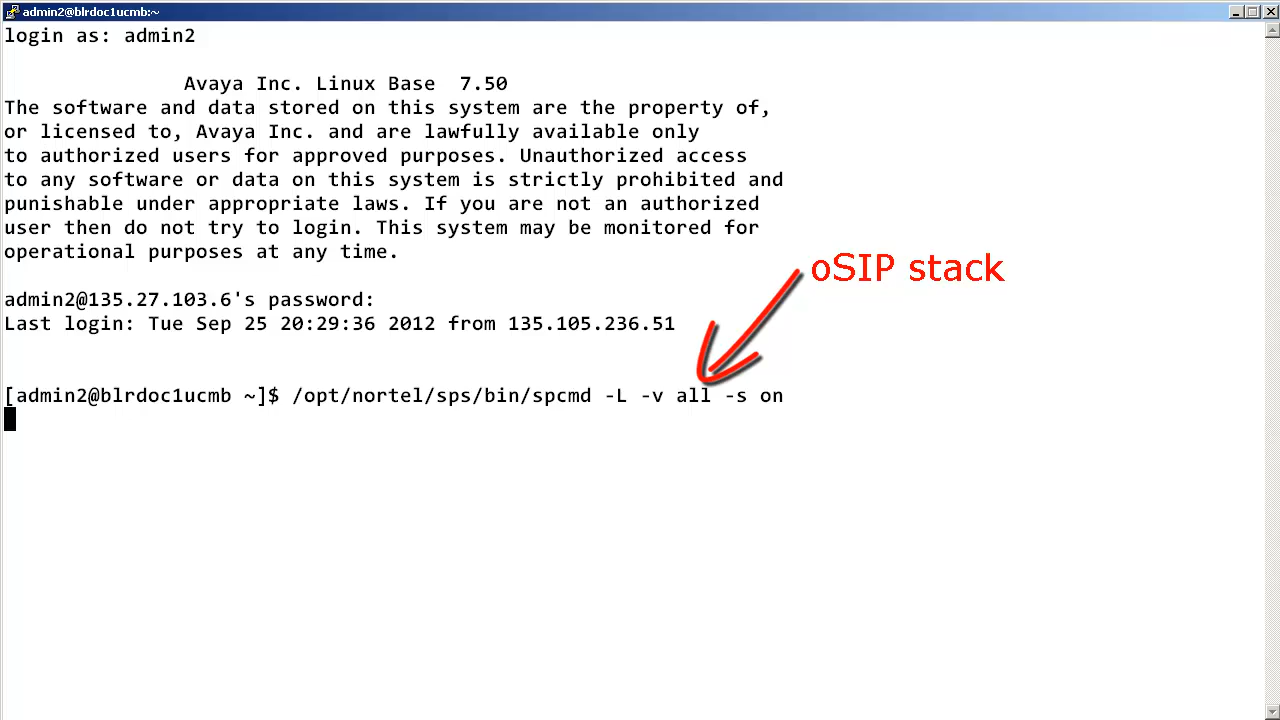 admin2@blrdoc1ucmb:~
login as: admin2
Avaya Inc. Linux Base  7.50
The software and data stored on this system are the property of,
or licensed to, Avaya Inc. and are lawfully available only
to authorized users for approved purposes. Unauthorized access
to any software or data on this system is strictly prohibited and
punishable under appropriate laws. If you are not an authorized
user then do not try to login. This system may be monitored for
operational purposes at any time.
oSIP stack
admin2@135.27.103.6's password:
Last login: Tue Sep 25 20:29:36 2012 from 135.105.236.51
[admin2@blrdoc1ucmb ~]$ /opt/nortel/sps/bin/spcmd -L -v all -s on